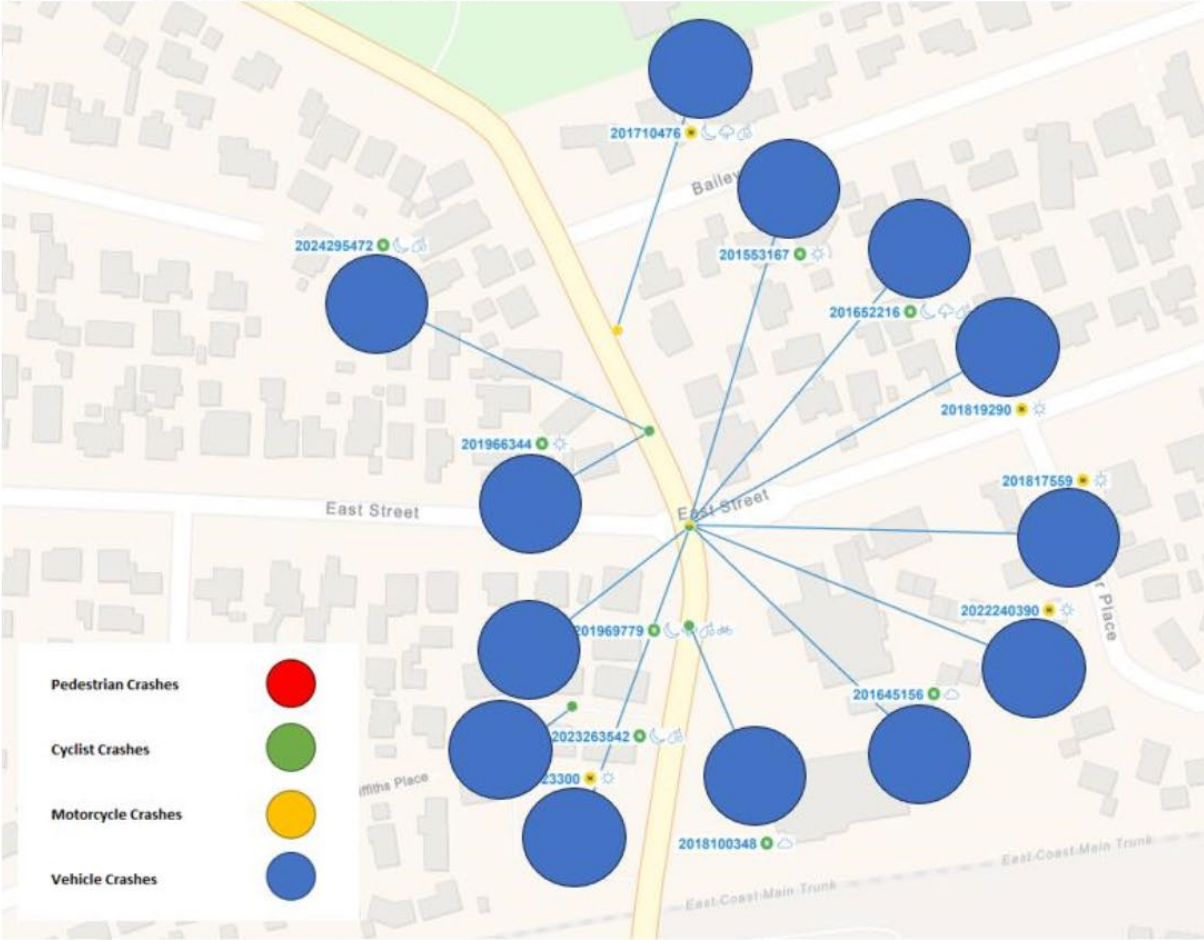 201710476
Bailey
201553167
2024295472
201652216
201819290
201966344
201817559
East Street
East Street
2022240390
Place
201969779
201645156
2023263542
23300
Place
2018100348
East Coast Main Trunk
East Coast Main Trunk
Pedestrian Crashes
Cyclist Crashes
Motorcycle Crashes
Vehicle Crashes